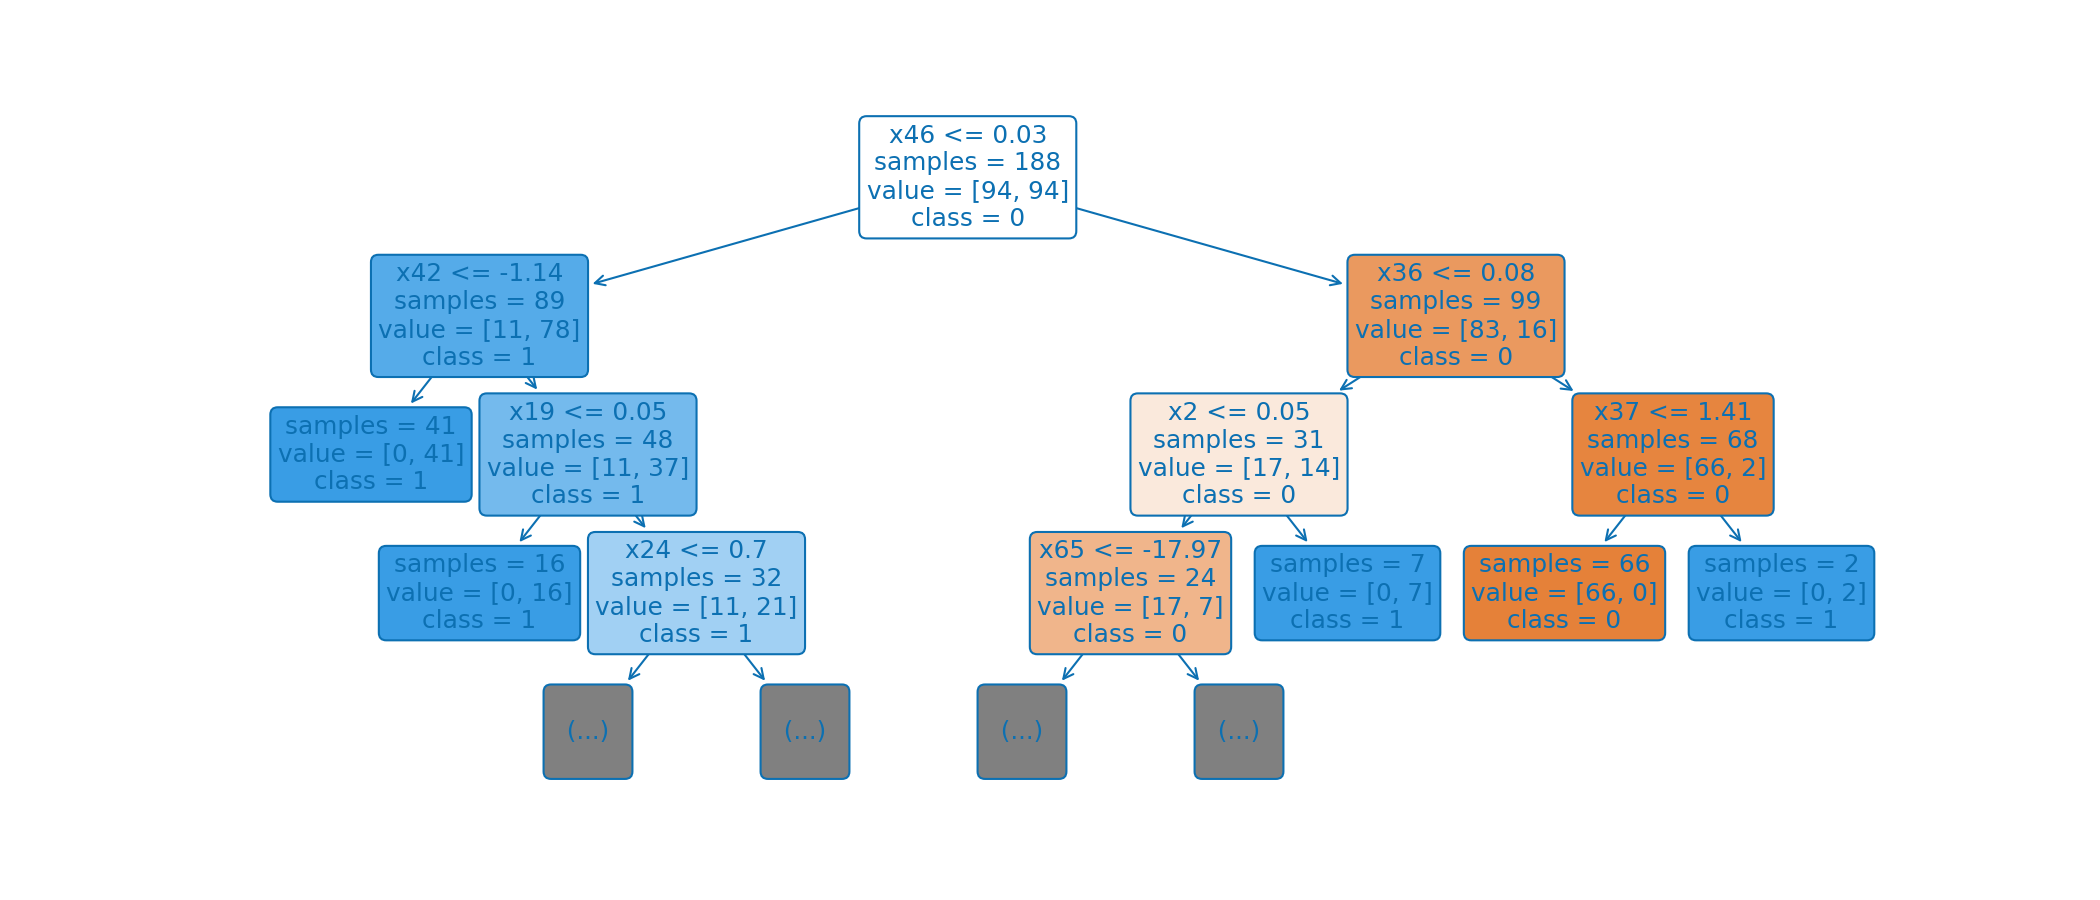 x46 <= 0.03
samples = 188
value = [94, 94]
class = 0
x42 <= -1.14
samples = 89
value = [11, 78]
class = 1
x36 <= 0.08
samples = 99
value = [83, 16]
class = 0
samples = 41
value = [0, 41]
class = 1
x19 <= 0.05
samples = 48
value = [11, 37]
class = 1
x2 <= 0.05
samples = 31
value = [17, 14]
class = 0
x37 <= 1.41
samples = 68
value = [66, 2]
class = 0
samples = 16
value = [0, 16]
class = 1
x24 <= 0.7
samples = 32
value = [11, 21]
class = 1
x65 <= -17.97
samples = 24
value = [17, 7]
class = 0
samples = 7
value = [0, 7]
class = 1
samples = 66
value = [66, 0]
class = 0
samples = 2
value = [0, 2]
class = 1
(...)
(...)
(...)
(...)